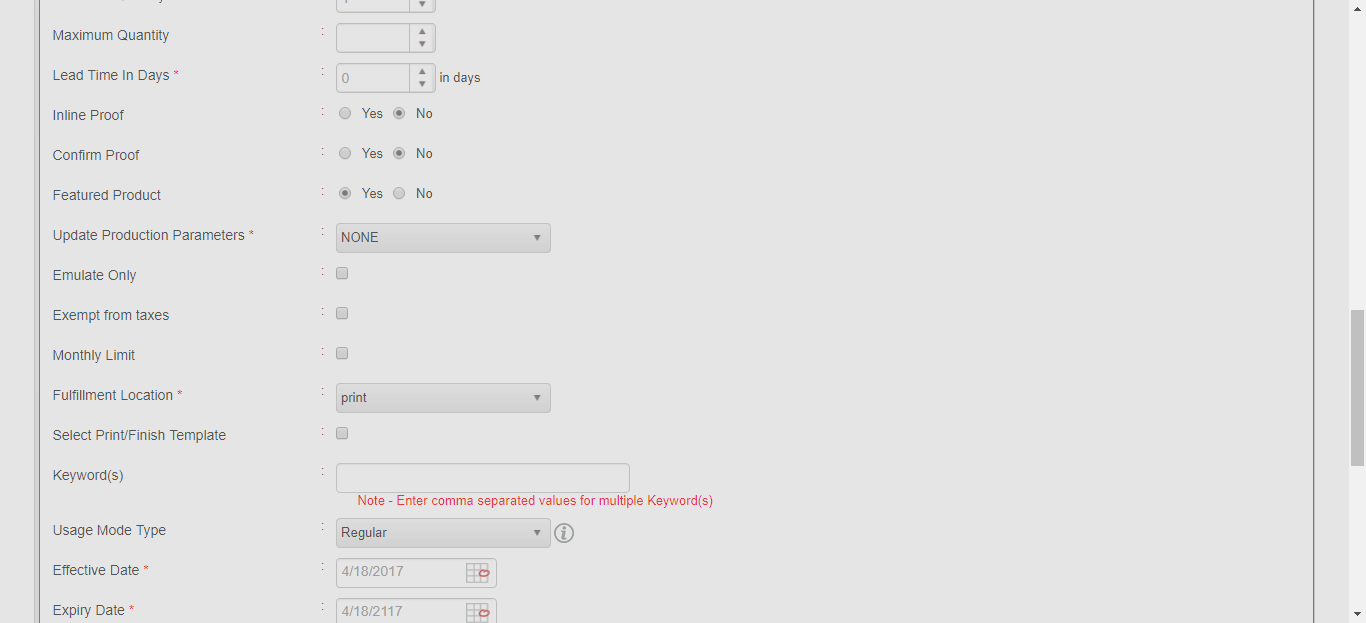 Maximum Quantity :
Lead Time In Days * : 0 in days
Inline Proof : Yes No
Confirm Proof : Yes No
Featured Product : Yes No
Update Production Parameters * : NONE
Emulate Only :
Exempt from taxes :
Monthly Limit :
Fulfillment Location * : print
Select Print/Finish Template :
Keyword(s) :
Note - Enter comma separated values for multiple Keyword(s)
Usage Mode Type : Regular
Effective Date * : 4/18/2017
Expiry Date * : 4/18/2117